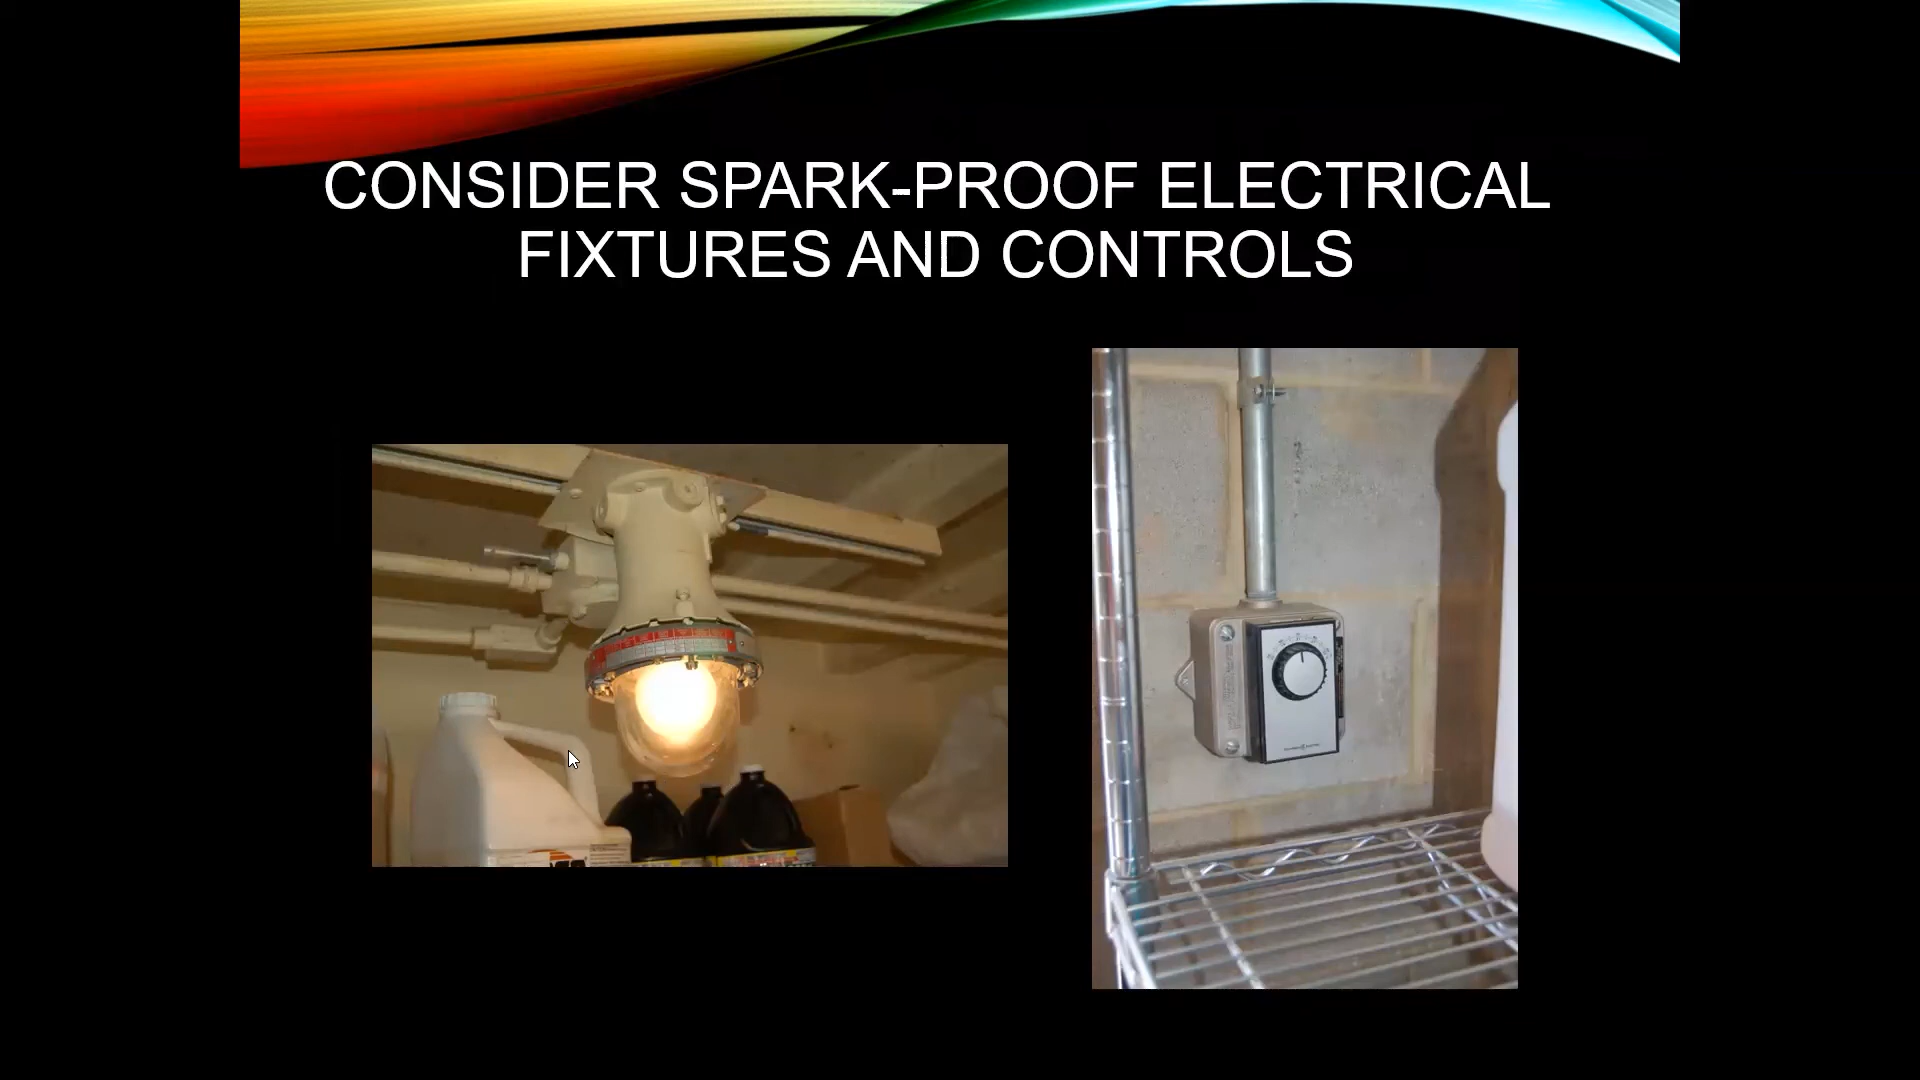 CONSIDER SPARK-PROOF ELECTRICAL
FIXTURES AND CONTROLS